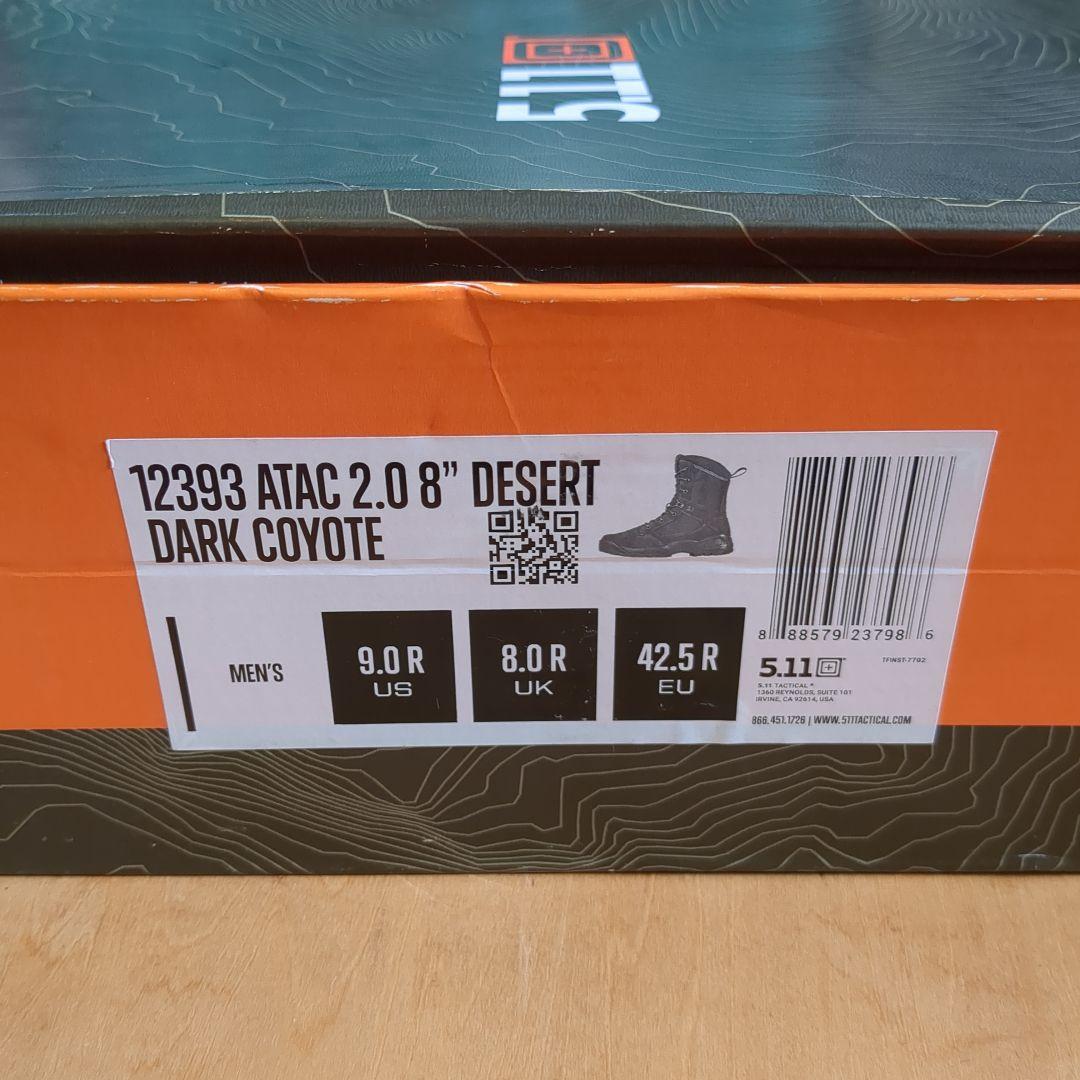 5.11
12393 ATAC 2.0 8” DESERT
DARK COYOTE
MEN'S
9.0 R
US
8.0 R
UK
42.5 R
EU
8 88579 23798 6
5.11
TFINST-7702
5.11 TACTICAL®
1360 REYNOLDS, SUITE 101
IRVINE, CA 92614, USA
866.451.1726 | WWW.511TACTICAL.COM